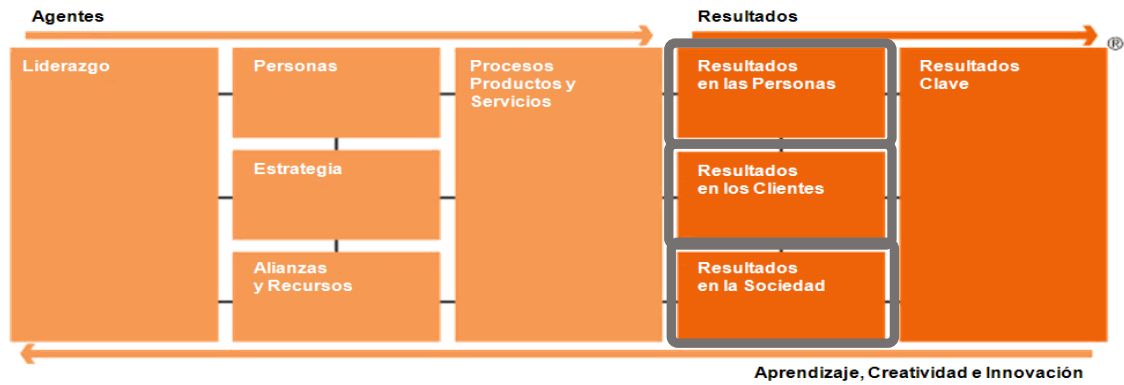 Agentes
Resultados
®
Liderazgo
Personas
Procesos
Productos y
Servicios
Resultados
en las Personas
Resultados
Clave
Estrategia
Resultados
en los Clientes
Alianzas
y Recursos
Resultados
en la Sociedad
Aprendizaje, Creatividad e Innovación